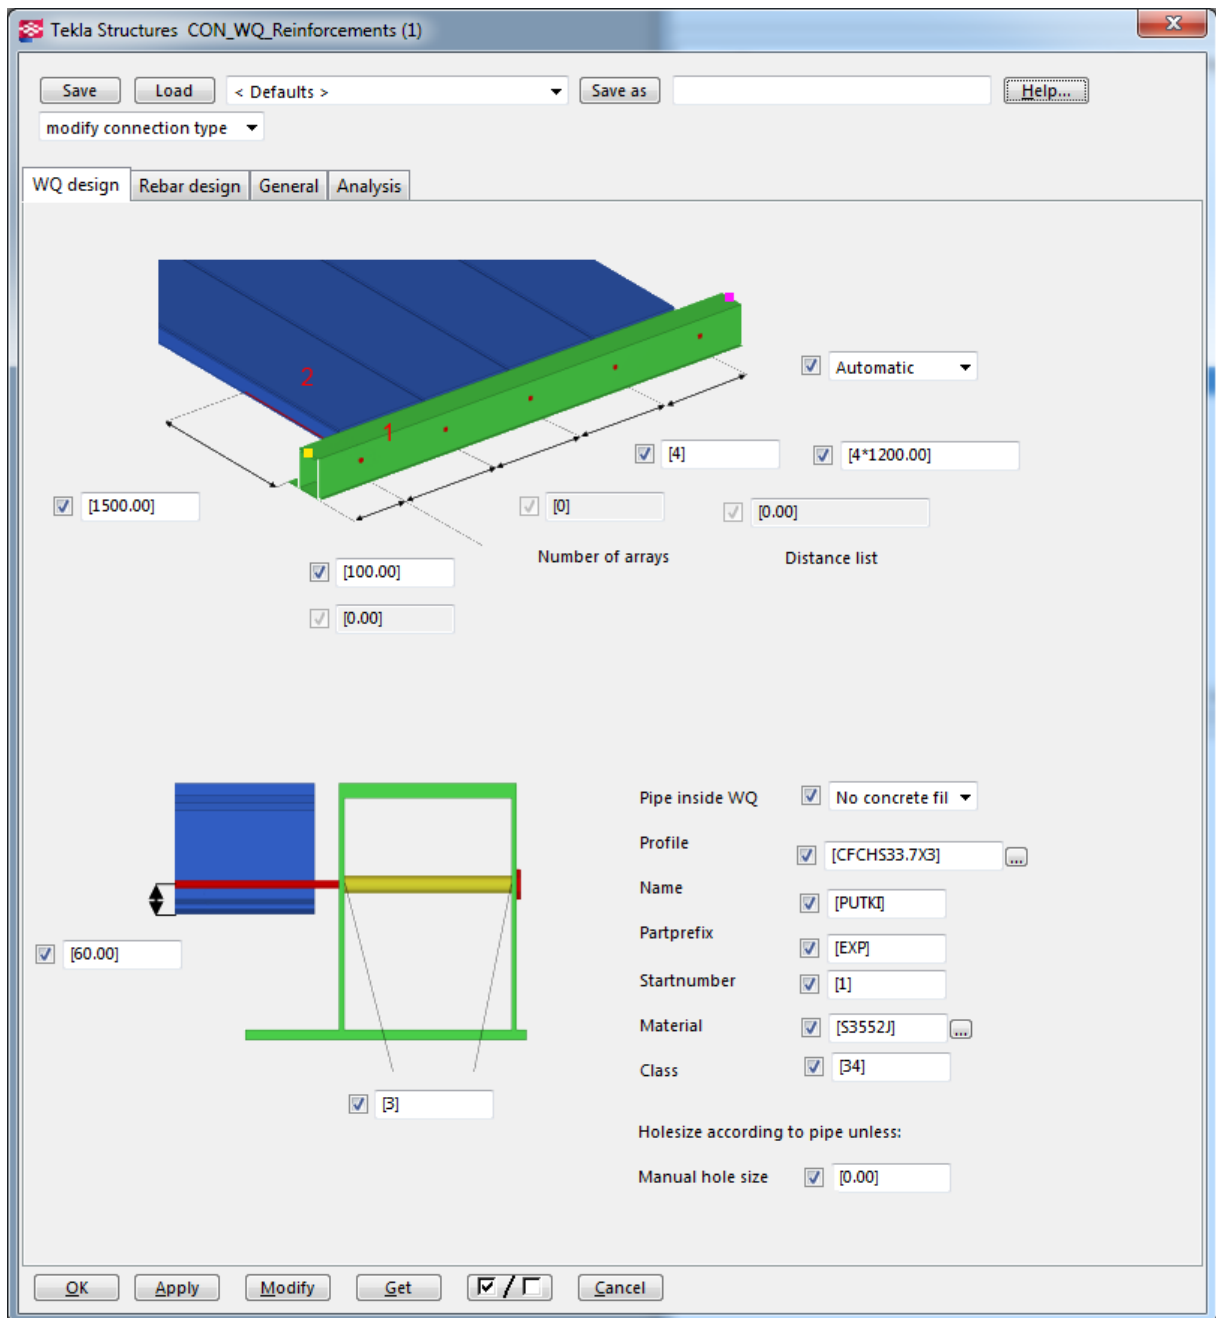 Tekla Structures CON_WQ_Reinforcements (1)
Save Load < Defaults > Save as Help...
modify connection type
WQ design Rebar design General Analysis
2
Automatic
1
[4] [4*1200.00]
[1500.00] [0] [0.00]
Number of arrays Distance list
[100.00]
[0.00]
Pipe inside WQ No concrete fil
Profile [CFCHS33.7X3] ...
Name [PUTKI]
Partprefix [EXP]
[60.00]
Startnumber [1]
Material [S3552J] ...
Class [34]
[3]
Holesize according to pipe unless:
Manual hole size [0.00]
OK Apply Modify Get / Cancel